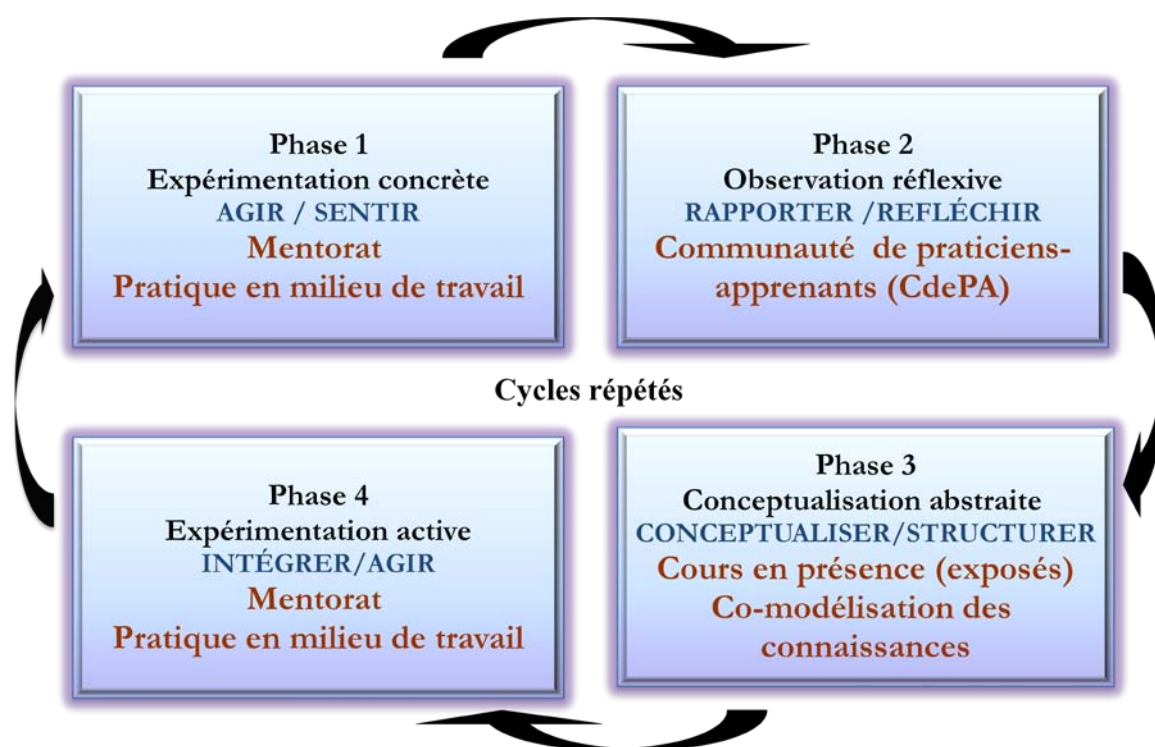 Phase 1
Expérimentation concrète
AGIR / SENTIR
Mentorat
Pratique en milieu de travail
Phase 2
Observation réflexive
RAPPORTER /REFLÉCHIR
Communauté de praticiens-
apprenants (CdePA)
Cycles répétés
Phase 4
Expérimentation active
INTÉGRER/AGIR
Mentorat
Pratique en milieu de travail
Phase 3
Conceptualisation abstraite
CONCEPTUALISER/STRUCTURER
Cours en présence (exposés)
Co-modélisation des
connaissances